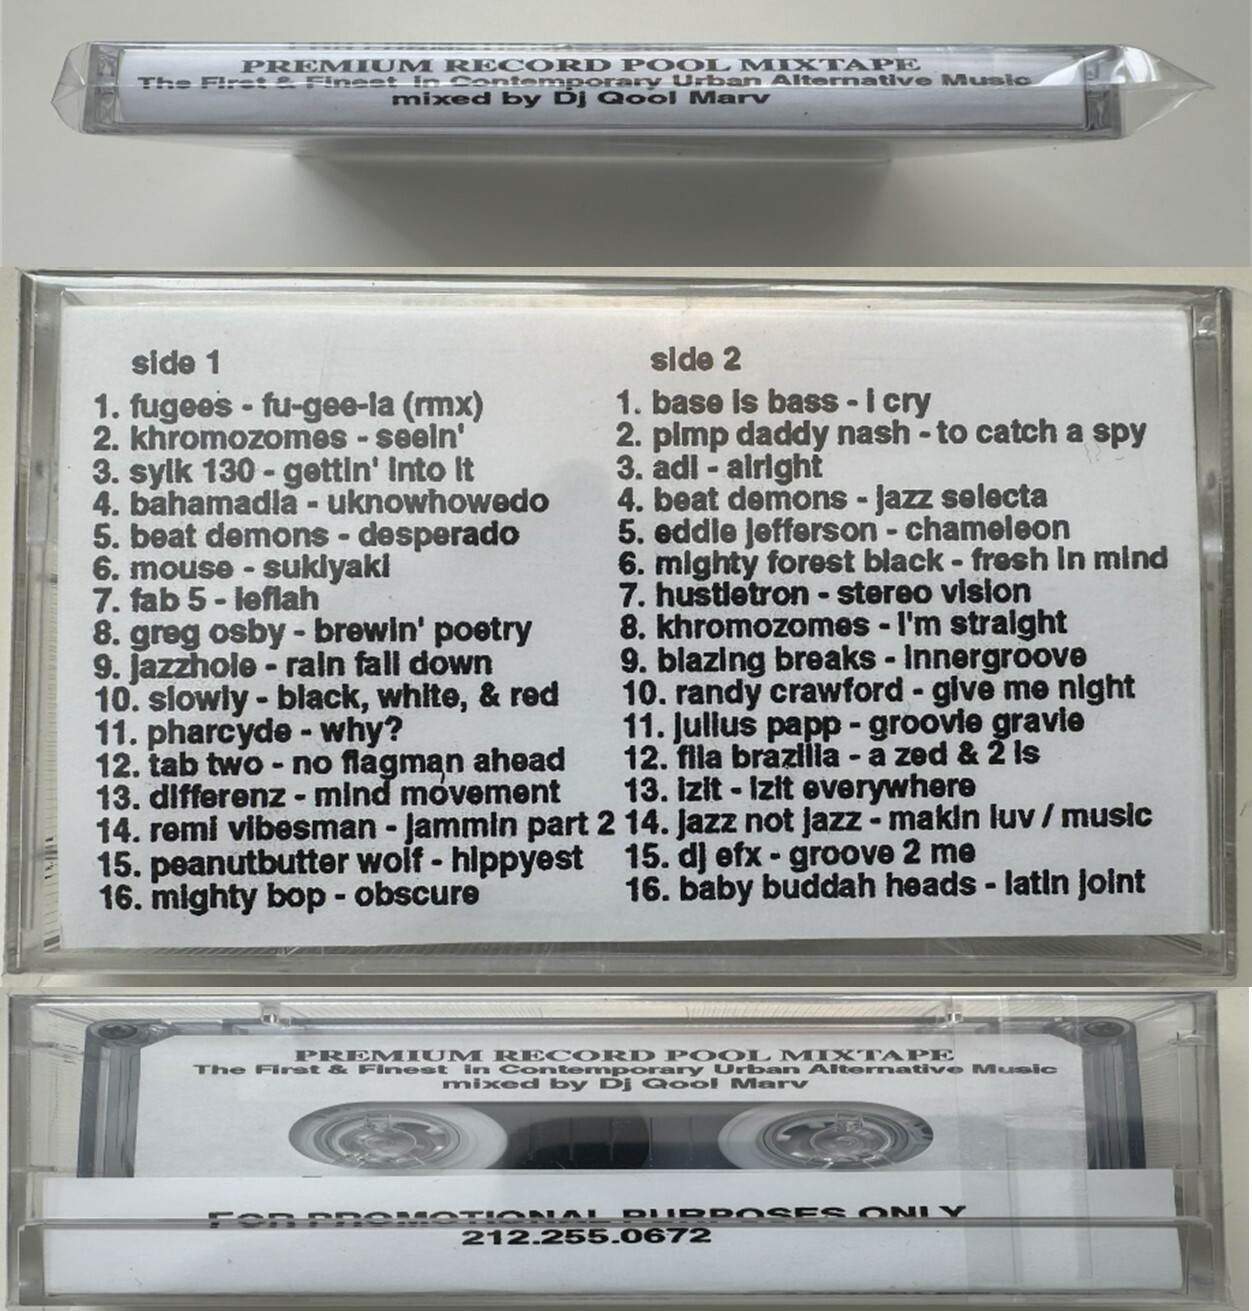 PREMIUM RECORD POOL MIXTAPE
The First & Finest in Contemporary Urban Alternative Music
mixed by Dj Qool Marv
side 1
1. fugees - fu-gee-la (rmx)
2. khromozomes - seein'
3. sylk 130 - gettin' into it
4. bahamadia - uknowhowedo
5. beat demons - desperado
6. mouse - sukiyaki
7. fab 5 - leflah
8. greg osby - brewin' poetry
9. jazzhole - rain fall down
10. slowly - black, white, & red
11. pharcyde - why?
12. tab two - no flagman ahead
13. differenz - mind movement
14. remi vibesman - jammin part 2
15. peanutbutter wolf - hippyest
16. mighty bop - obscure
side 2
1. base is bass - i cry
2. pimp daddy nash - to catch a spy
3. adi - alright
4. beat demons - jazz selecta
5. eddie jefferson - chameleon
6. mighty forest black - fresh in mind
7. hustletron - stereo vision
8. khromozomes - i'm straight
9. blazing breaks - innergroove
10. randy crawford - give me night
11. julius papp - groovie gravie
12. fila brazilia - a zed & 2 ls
13. izit - izit everywhere
14. jazz not jazz - makin luv / music
15. dj efx - groove 2 me
16. baby buddah heads - latin joint
PREMIUM RECORD POOL MIXTAPE
The First & Finest in Contemporary Urban Alternative Music
mixed by Dj Qool Marv
FOR PROMOTIONAL PURPOSES ONLY
212.255.0672